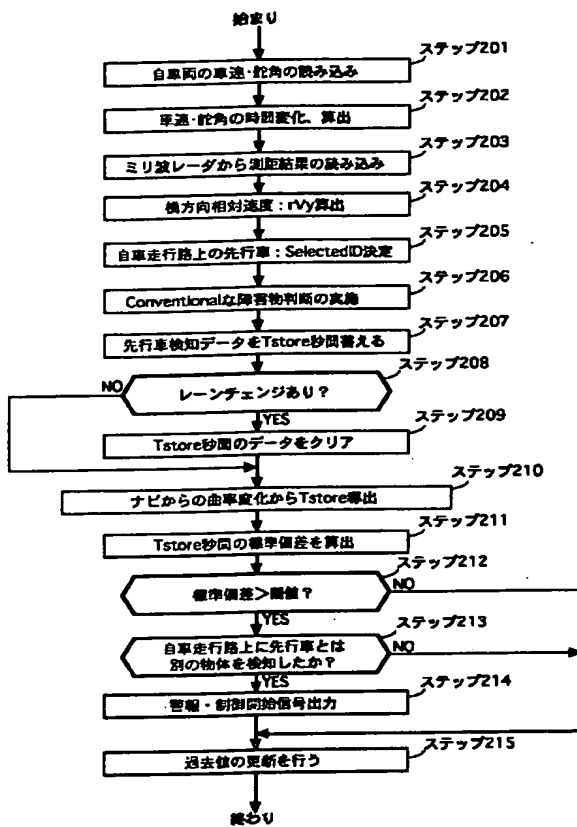 始まり
ステップ201
自車両の車速・舵角の読み込み
ステップ202
車速・舵角の時間変化、算出
ステップ203
ミリ波レーダから測距結果の読み込み
ステップ204
横方向相対速度：rVy算出
ステップ205
自車走行路上の先行車：SelectedID決定
ステップ206
Conventionalな障害物判断の実施
ステップ207
先行車検知データをTstore秒間蓄える
ステップ208
レーンチェンジあり？
NO
YES
ステップ209
Tstore秒間のデータをクリア
ステップ210
ナビからの曲率変化からTstore導出
ステップ211
Tstore秒間の標準偏差を算出
ステップ212
標準偏差＞閾値？
NO
YES
ステップ213
自車走行路上に先行車とは
別の物体を検知したか？
NO
YES
ステップ214
警報・制御開始信号出力
ステップ215
過去値の更新を行う
終わり